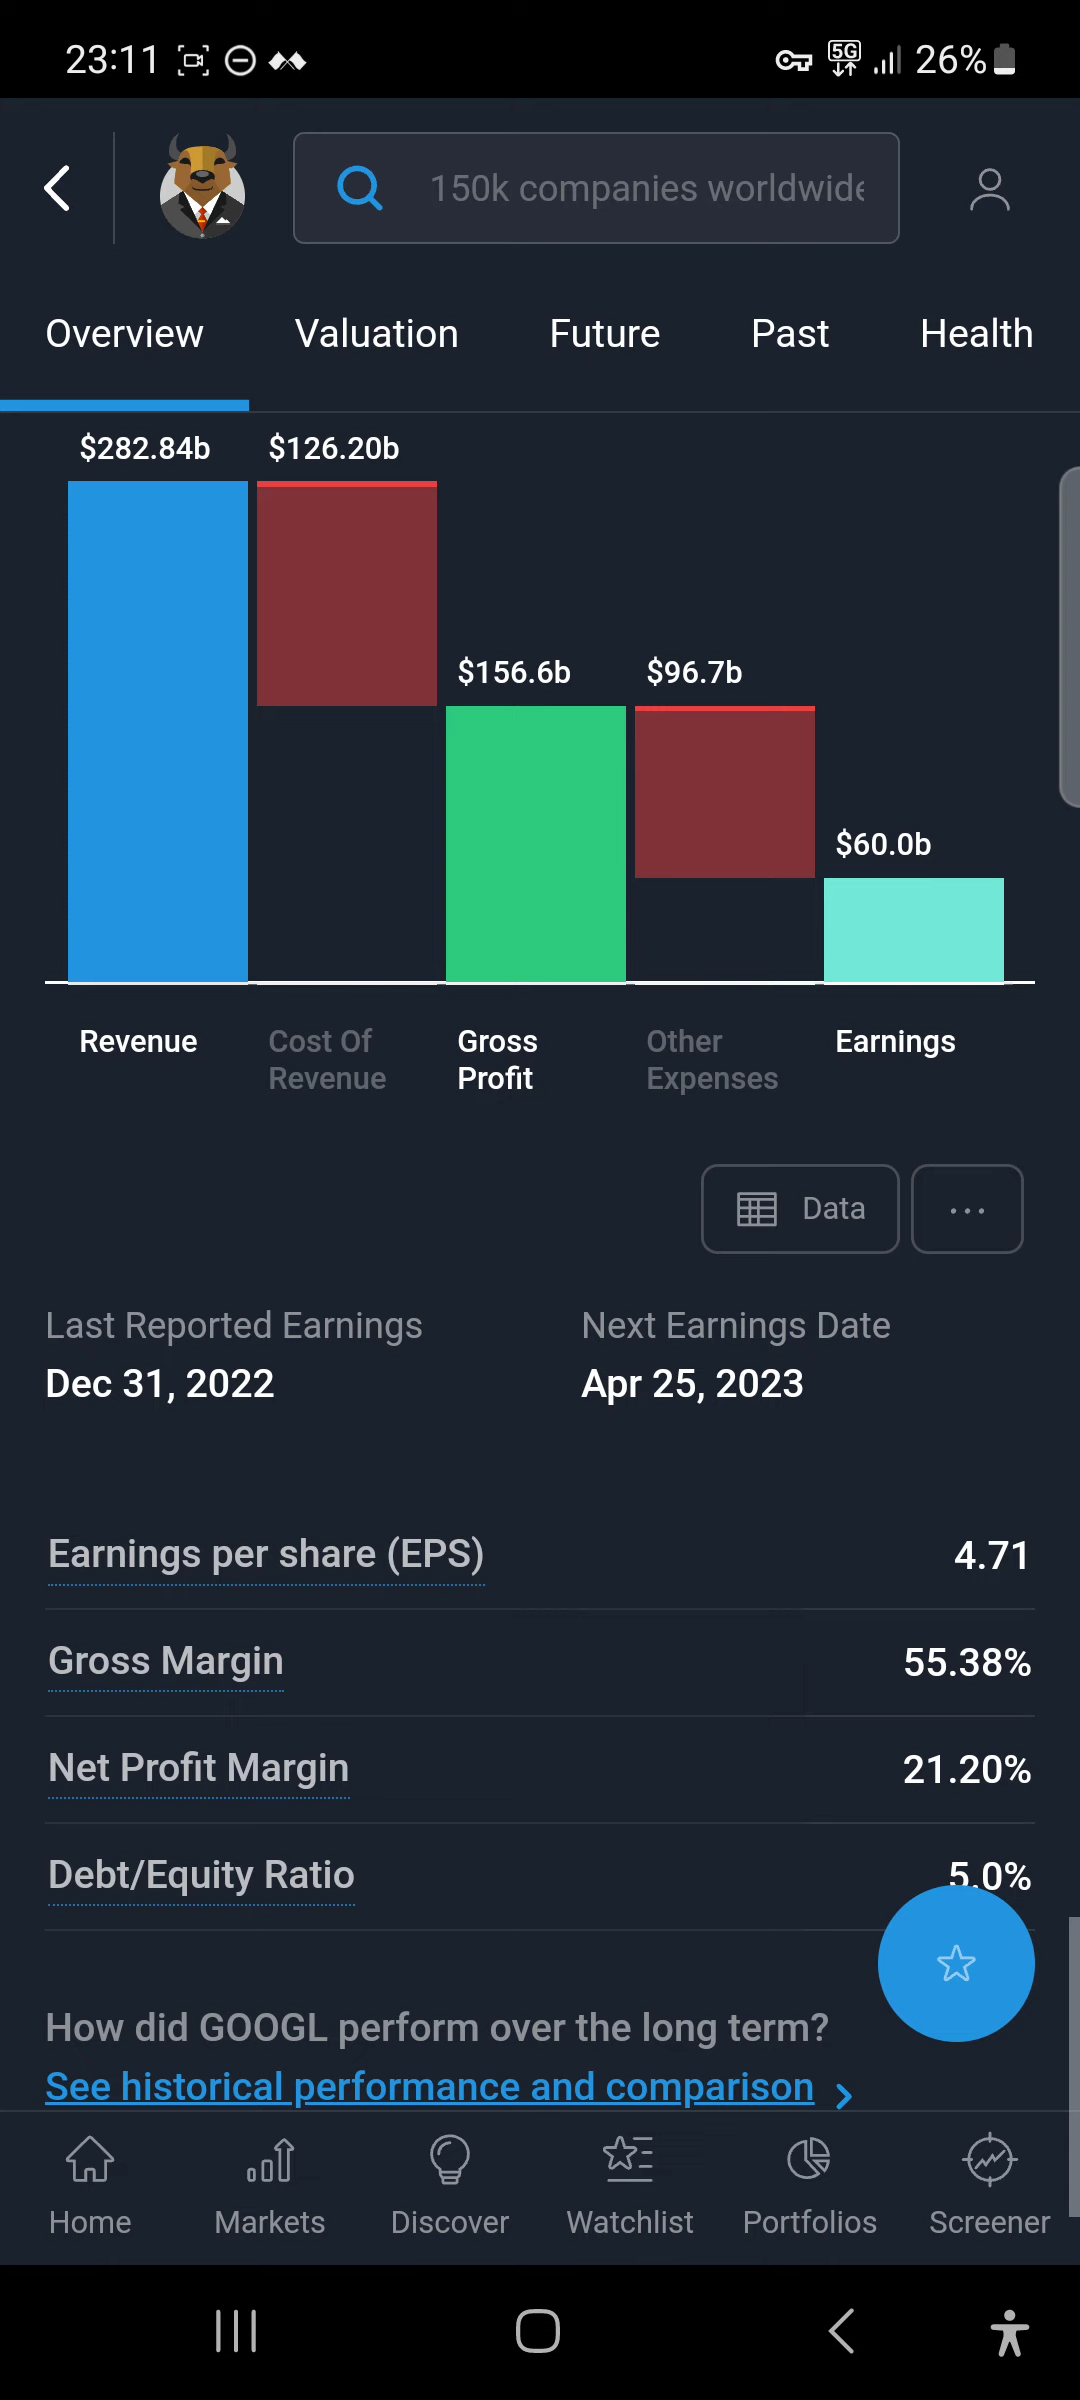 23:11 5G 26%
150k companies worldwide
Overview Valuation Future Past Health
$282.84b $126.20b
$156.6b $96.7b
$60.0b
Revenue Cost Of Revenue Gross Profit Other Expenses Earnings
Data
Last Reported Earnings Next Earnings Date
Dec 31, 2022 Apr 25, 2023
Earnings per share (EPS) 4.71
Gross Margin 55.38%
Net Profit Margin 21.20%
Debt/Equity Ratio 5.0%
How did GOOGL perform over the long term?
See historical performance and comparison
Home Markets Discover Watchlist Portfolios Screener